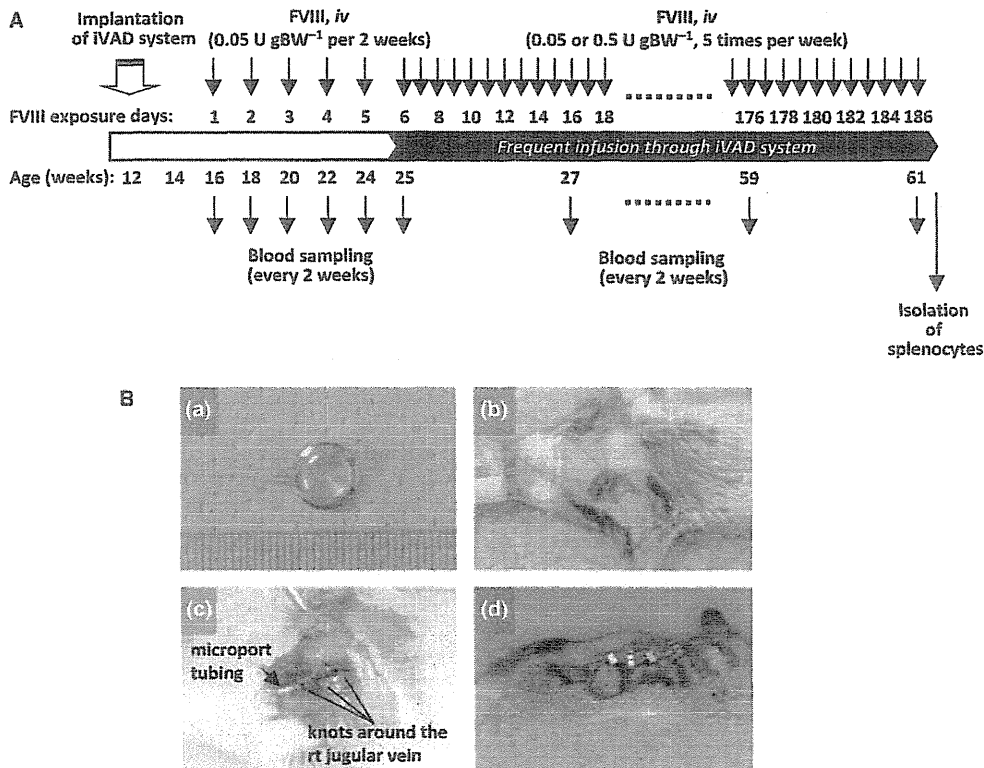 A
Implantation
of iVAD system
FVIII, iv
(0.05 U gBW⁻¹ per 2 weeks)
FVIII, iv
(0.05 or 0.5 U gBW⁻¹, 5 times per week)
FVIII exposure days: 1 2 3 4 5 6 8 10 12 14 16 18 176 178 180 182 184 186
Frequent infusion through iVAD system
Age (weeks): 12 14 16 18 20 22 24 25 27 59 61
Blood sampling
(every 2 weeks)
Blood sampling
(every 2 weeks)
Isolation
of
splenocytes
B
(a)
(b)
(c)
microport
tubing
knots around the
rt jugular vein
(d)